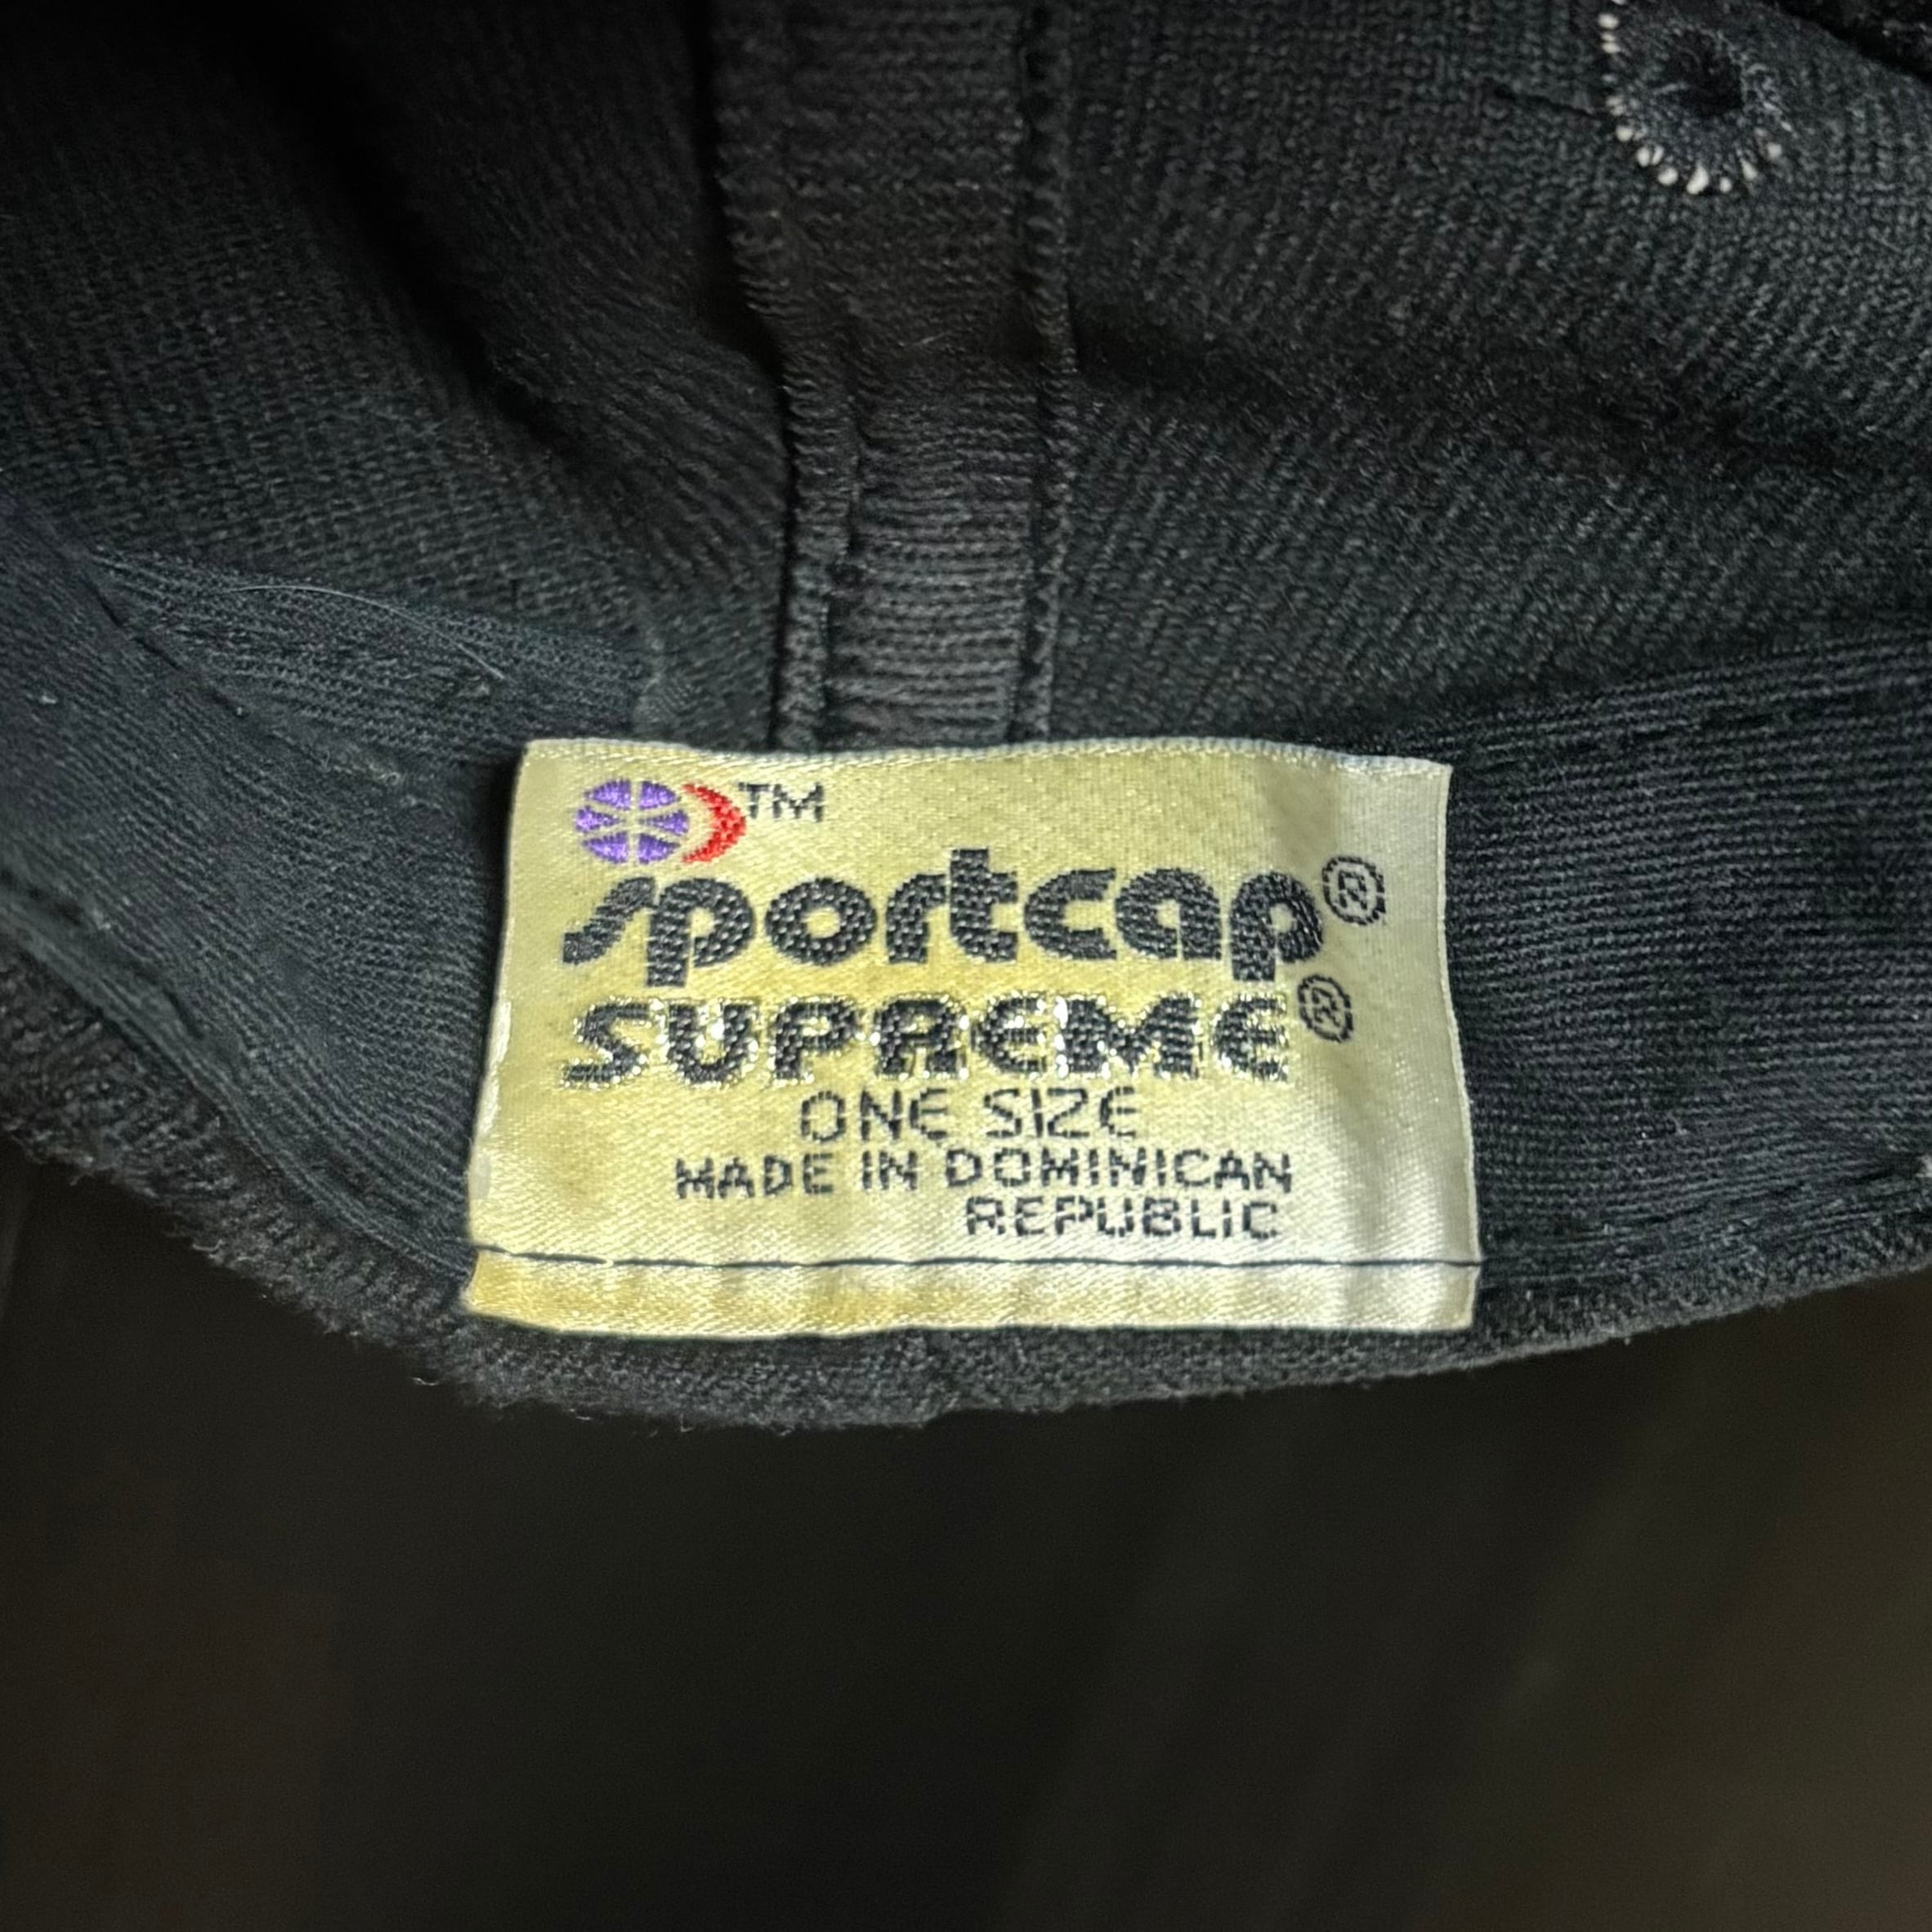 TM
sportcap®
SUPREME®
ONE SIZE
MADE IN DOMINICAN
REPUBLIC